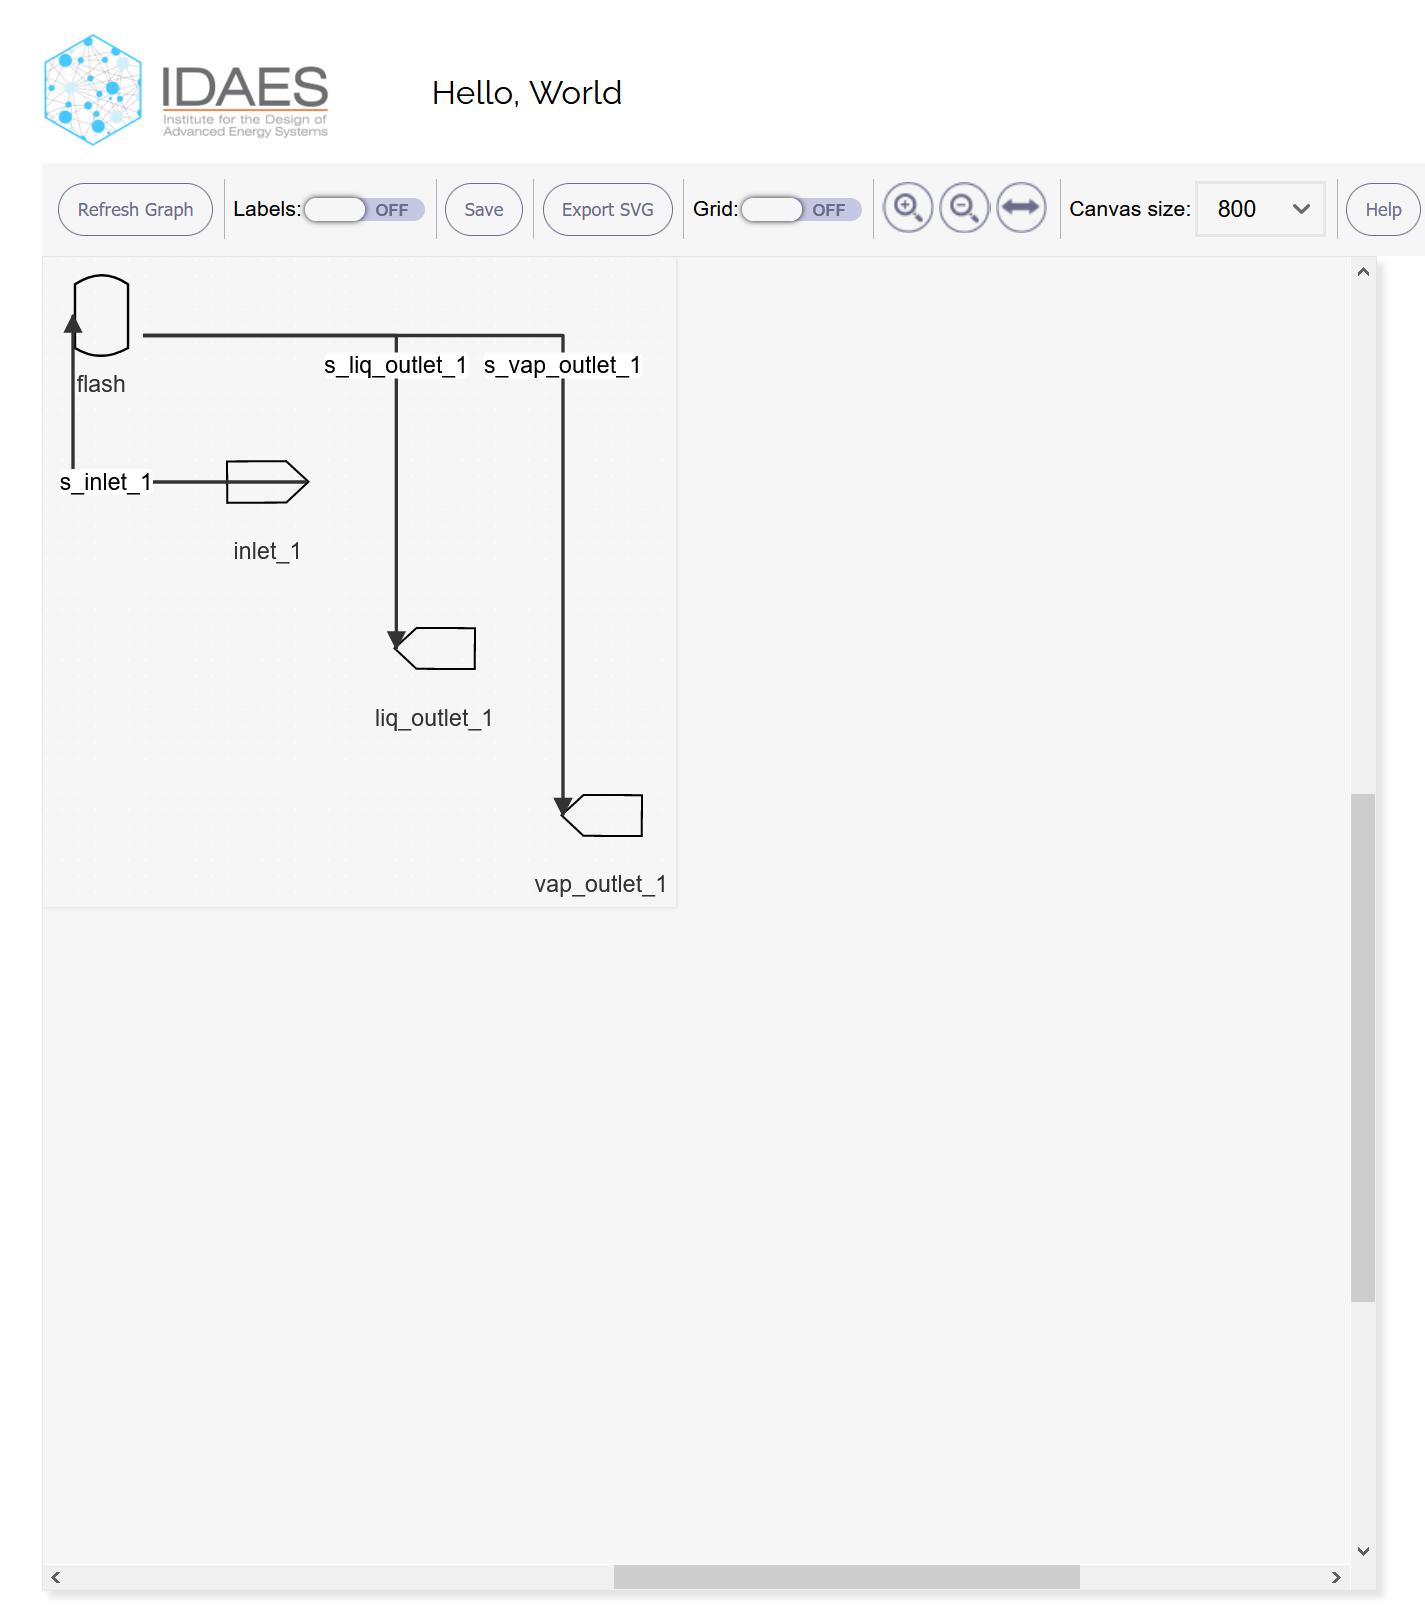 IDAES
Institute for the Design of
Advanced Energy Systems
Hello, World
Refresh Graph
Labels: OFF
Save
Export SVG
Grid: OFF
Canvas size: 800
Help
s_liq_outlet_1
s_vap_outlet_1
flash
s_inlet_1
inlet_1
liq_outlet_1
vap_outlet_1